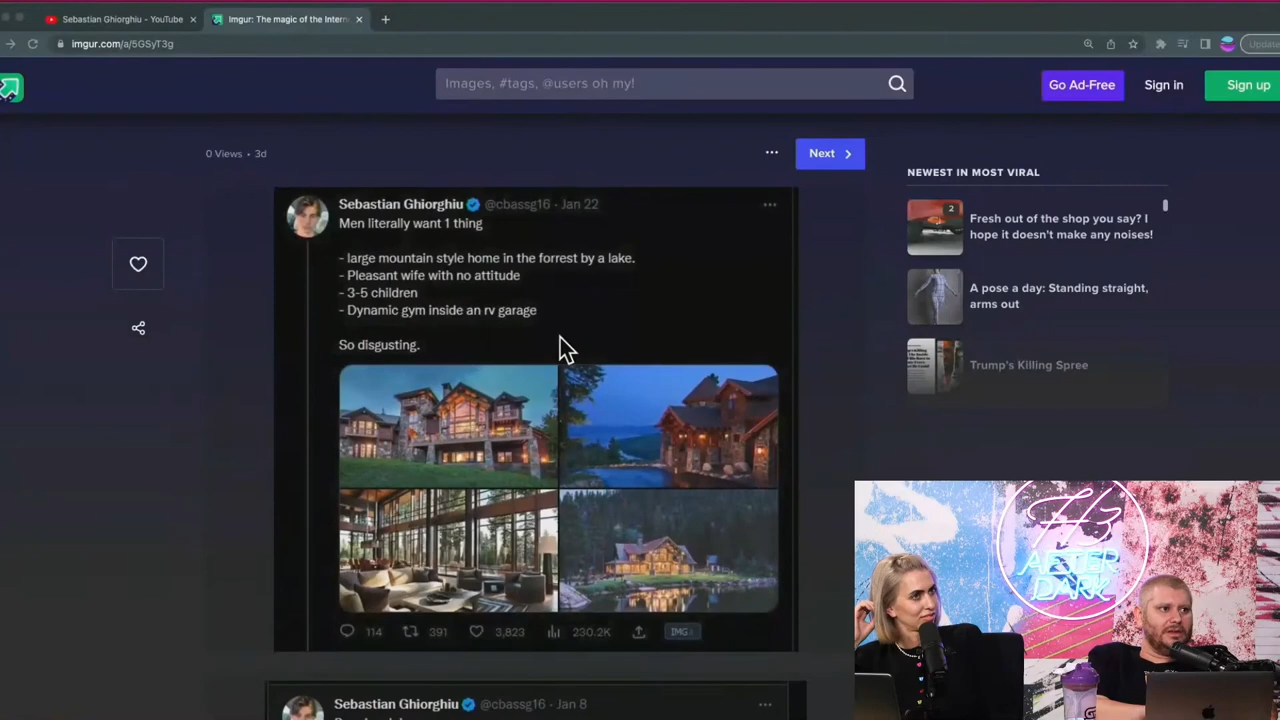 Sebastian Ghiorghiu - YouTube
Imgur: The magic of the Intern
imgur.com/a/5GSyT3g
Update
Images, #tags, @users oh my!
Go Ad-Free
Sign in
Sign up
0 Views • 3d
Next
NEWEST IN MOST VIRAL
2
Fresh out of the shop you say? I
hope it doesn't make any noises!
A pose a day: Standing straight,
arms out
Trump's Killing Spree
Sebastian Ghiorghiu @cbassg16 · Jan 22
Men literally want 1 thing
- large mountain style home in the forrest by a lake.
- Pleasant wife with no attitude
- 3-5 children
- Dynamic gym inside an rv garage
So disgusting.
114 391 3,823 230.2K IMG
Sebastian Ghiorghiu @cbassg16 · Jan 8
H3
AFTER
DARK